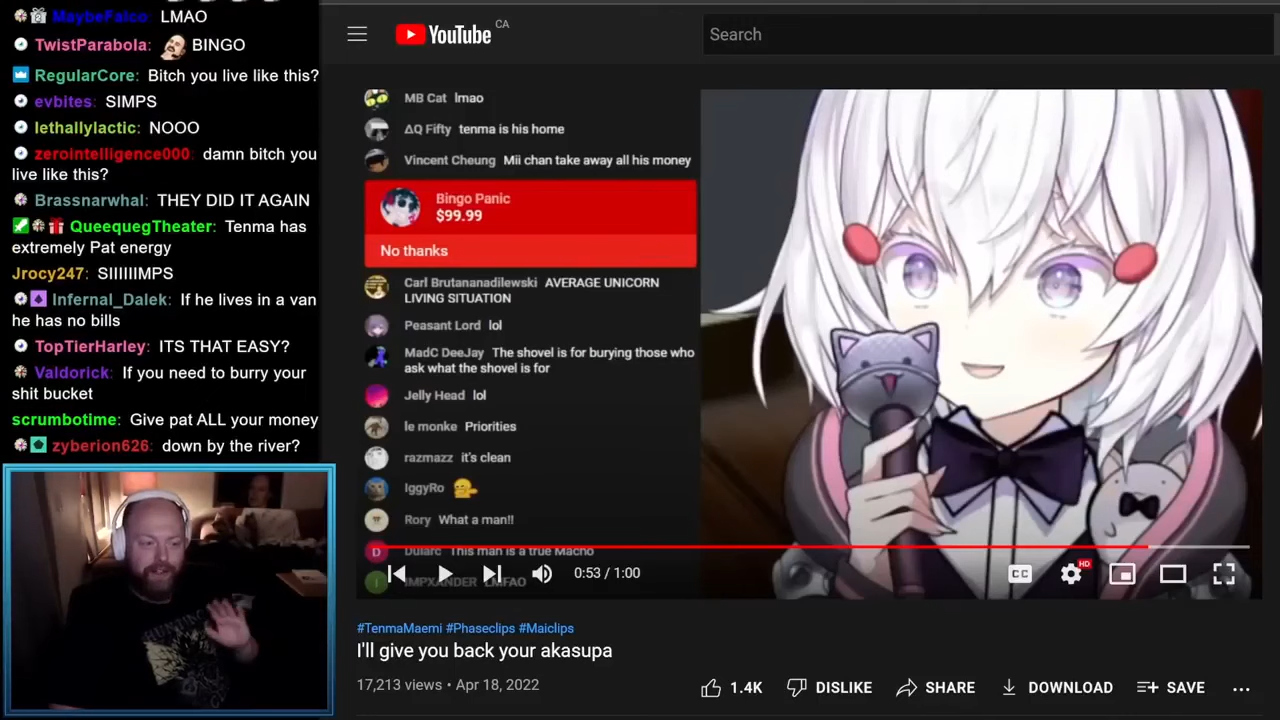 MaybeFalco: LMAO
TwistParabola: BINGO
RegularCore: Bitch you live like this?
evbites: SIMPS
lethallylactic: NOOO
zerointelligence000: damn bitch you
live like this?
Brassnarwhal: THEY DID IT AGAIN
QueequegTheater: Tenma has
extremely Pat energy
Jrocy247: SIIIIIIMPS
Infernal_Dalek: If he lives in a van
he has no bills
TopTierHarley: ITS THAT EASY?
Valdorick: If you need to burry your
shit bucket
scrumbotime: Give pat ALL your money
zyberion626: down by the river?
YouTube CA
Search
MB Cat lmao
ΔQ Fifty tenma is his home
Vincent Cheung Mii chan take away all his money
Bingo Panic
$99.99
No thanks
Carl Brutananadilewski AVERAGE UNICORN
LIVING SITUATION
Peasant Lord lol
MadC DeeJay The shovel is for burying those who
ask what the shovel is for
Jelly Head lol
le monke Priorities
razmazz it's clean
IggyRo
Rory What a man!!
D Dularc This man is a true Macho
I IMPXANDER LMFAO
0:53 / 1:00
CC
HD
#TenmaMaemi #Phaseclips #Maiclips
I'll give you back your akasupa
17,213 views • Apr 18, 2022
1.4K DISLIKE SHARE DOWNLOAD SAVE ...